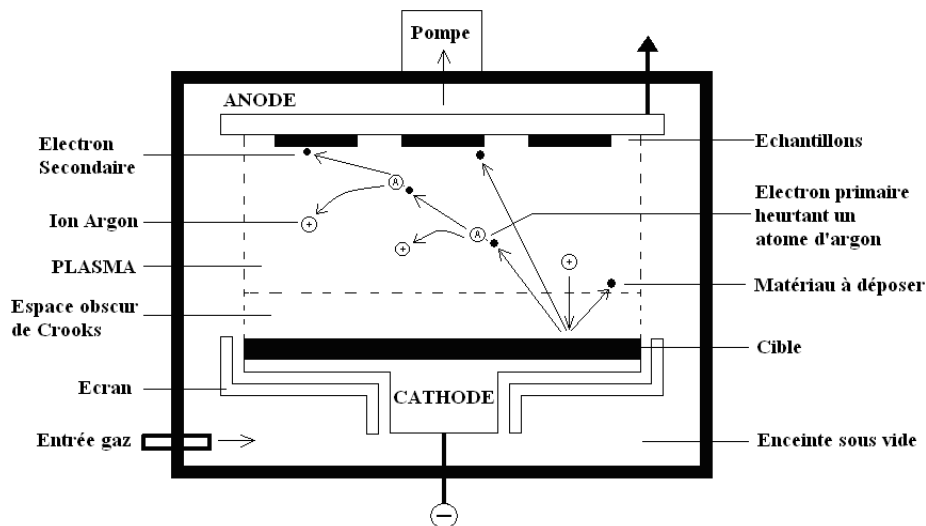 Pompe
ANODE
Electron
Secondaire
Echantillons
A
Ion Argon
+
A
+
Electron primaire
heurtant un
atome d'argon
+
PLASMA
Matériau à déposer
Espace obscur
de Crooks
Cible
Ecran
CATHODE
Entrée gaz
Enceinte sous vide
−